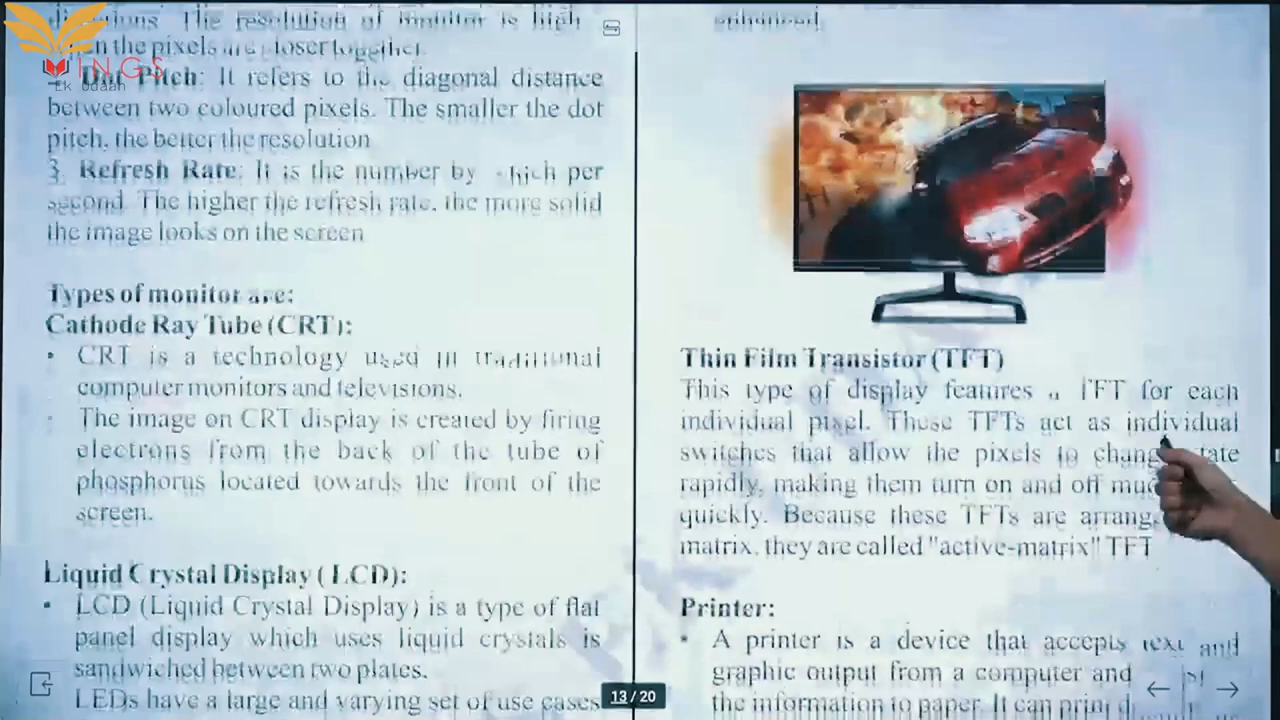 WINGS
Ek Udaan
The resolution of monitor is high
when the pixels are closer together.
Dot Pitch: It refers to the diagonal distance
between two coloured pixels. The smaller the dot
pitch, the better the resolution
3. Refresh Rate: It is the number by which per
second. The higher the refresh rate, the more solid
the image looks on the screen
Types of monitor are:
Cathode Ray Tube (CRT):
• CRT is a technology used in traditional
computer monitors and televisions.
• The image on CRT display is created by firing
electrons from the back of the tube of
phosphorus located towards the front of the
screen.
Liquid Crystal Display ( LCD):
• LCD (Liquid Crystal Display) is a type of flat
panel display which uses liquid crystals is
sandwiched between two plates.
LEDs have a large and varying set of use cases
13 / 20
enhanced.
Thin Film Transistor (TFT)
This type of display features a TFT for each
individual pixel. These TFTs act as individual
switches that allow the pixels to change state
rapidly, making them turn on and off
quickly. Because these TFTs are
matrix, they are called "active-matrix" TFT
Printer:
• A printer is a device that accepts text and
graphic output from a computer and
the information to paper. It can print